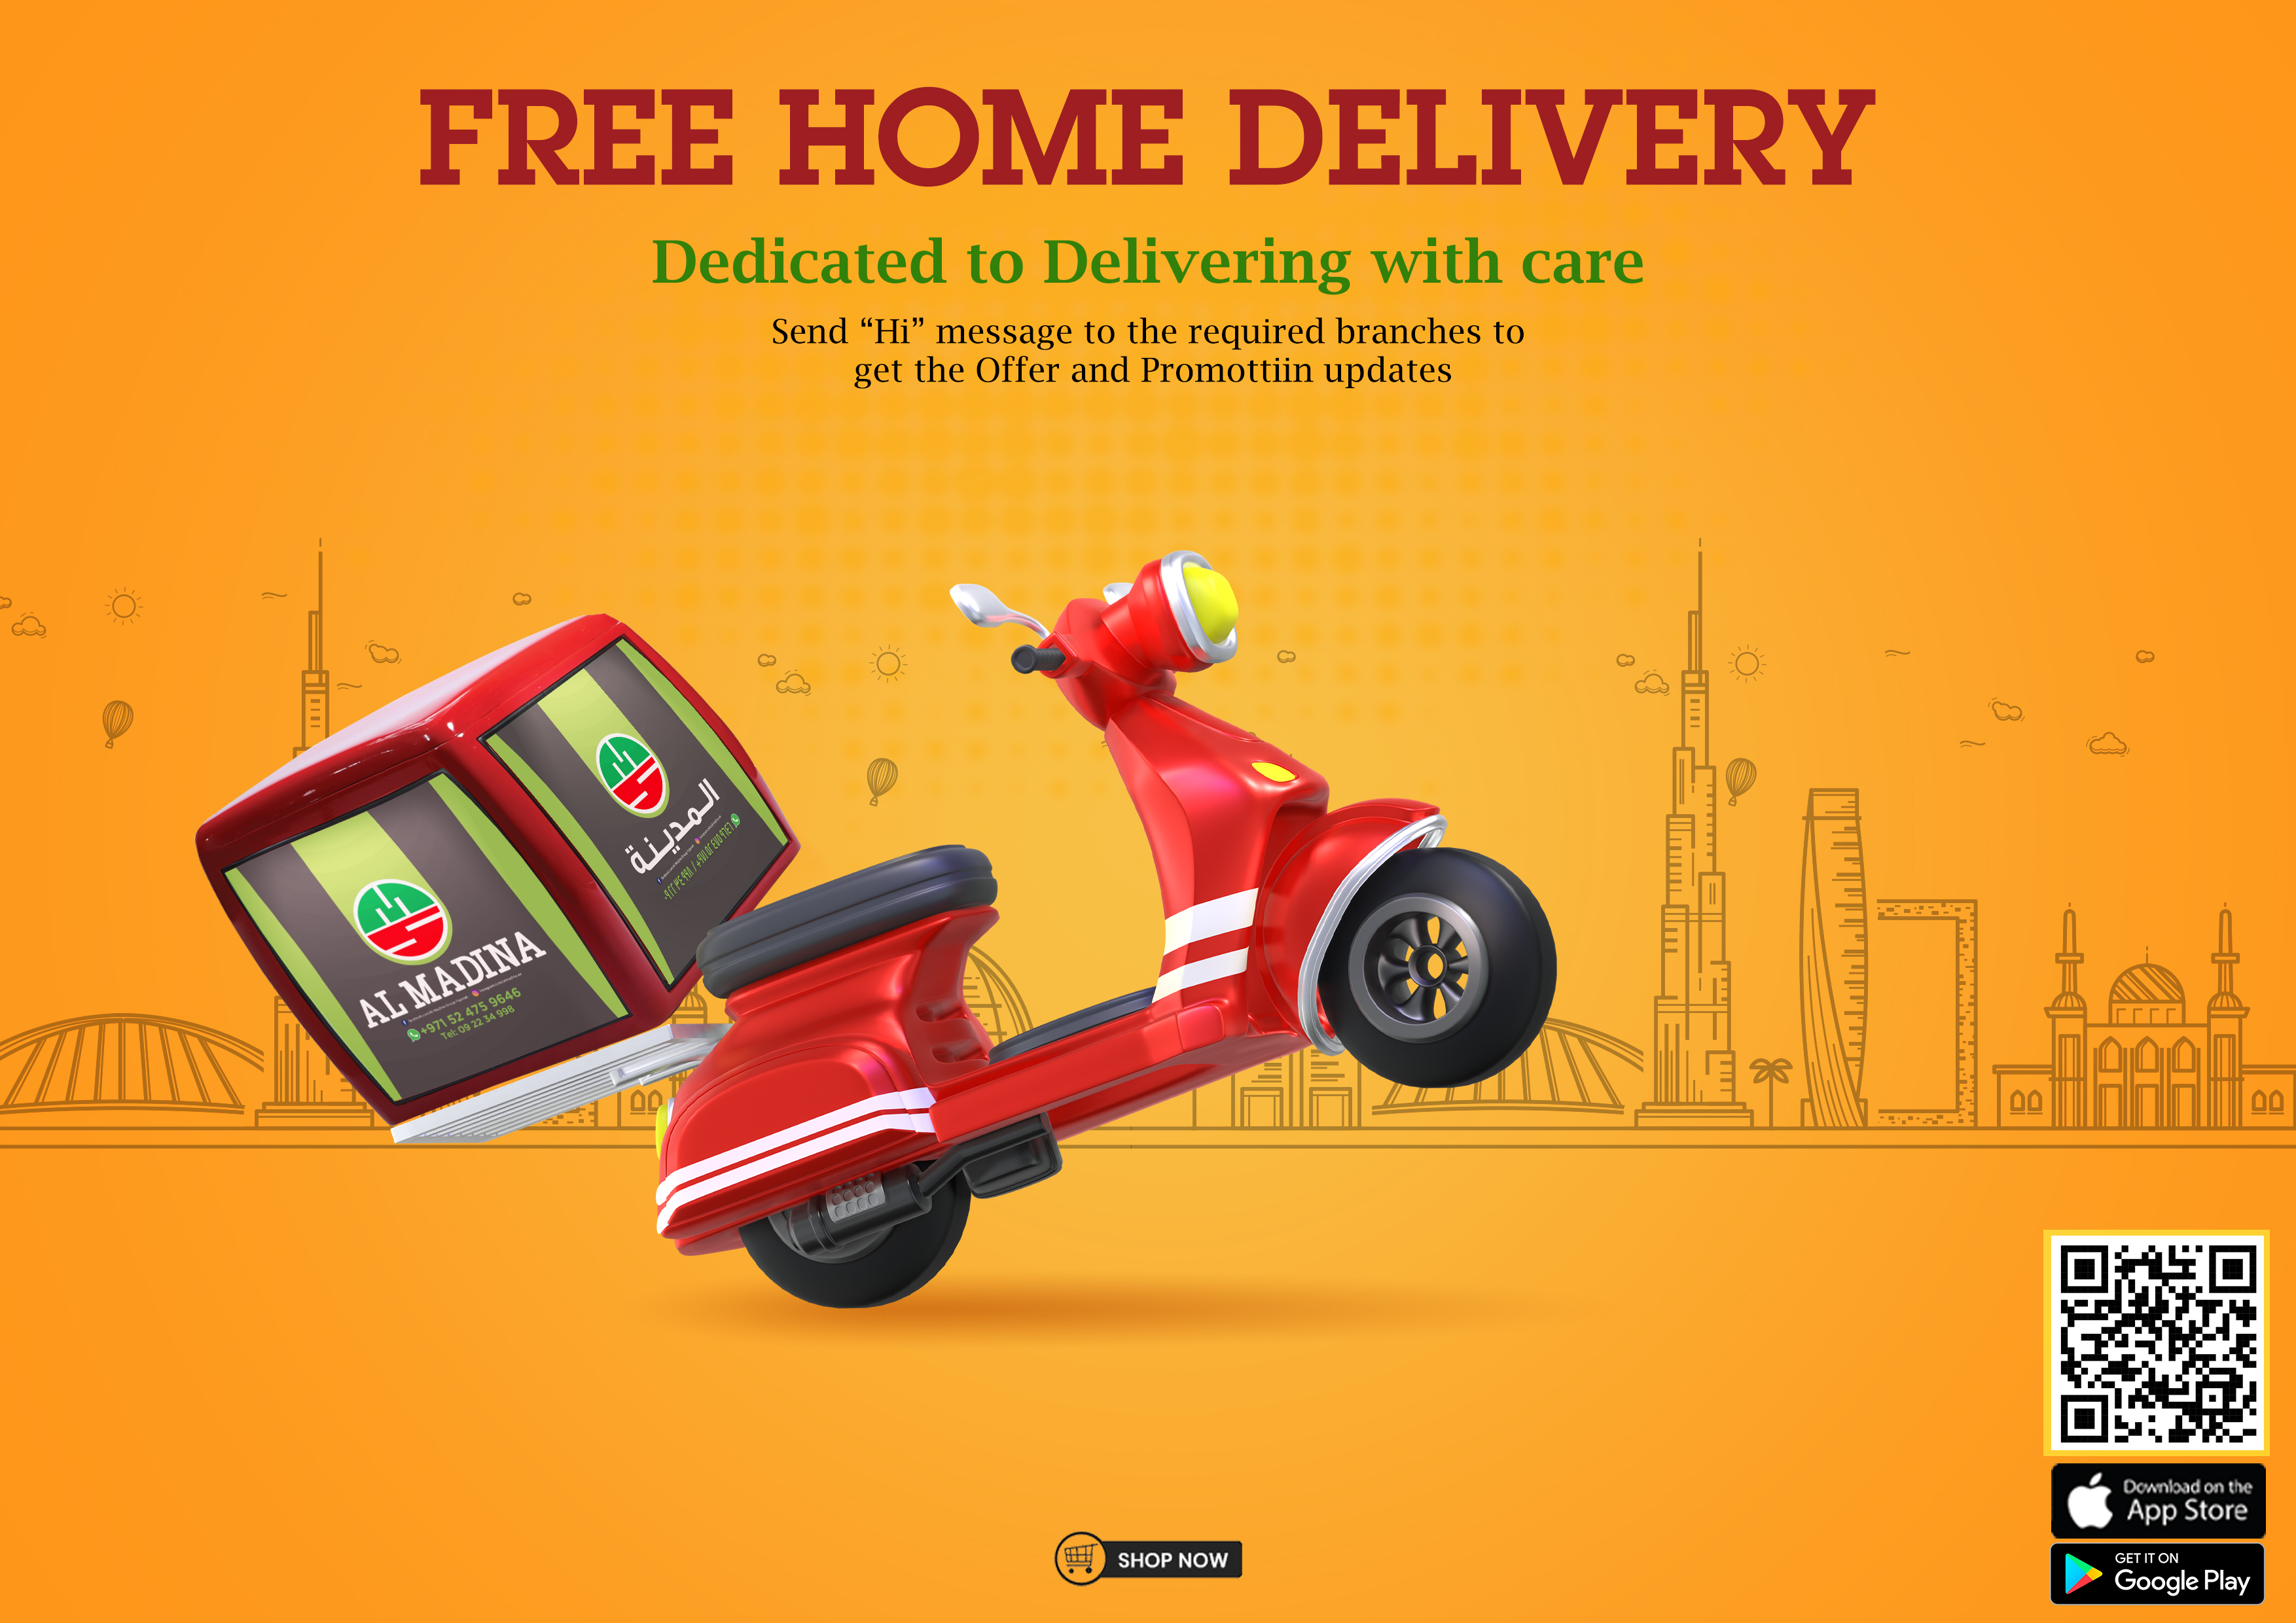 FREE HOME DELIVERY
Dedicated to Delivering with care
Send “Hi” message to the required branches to
get the Offer and Promottiin updates
AL MADINA
+971 52 475 9646
Tel: 09 22 34 998
المدينة
Download on the
App Store
GET IT ON
Google Play
SHOP NOW